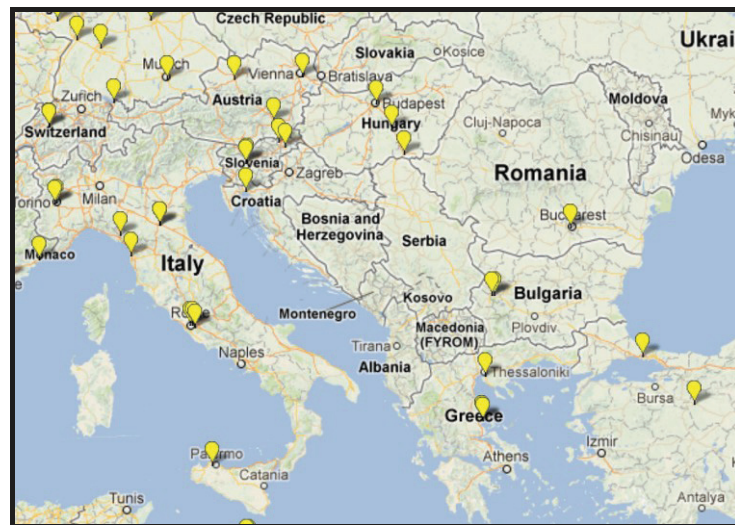 Czech Republic
Slovakia
Kosice
Ukrai
Munich
Vienna
Bratislava
Zurich
Austria
Budapest
Moldova
Switzerland
Hungary
Cluj-Napoca
Chisinau
Myk
Odesa
Slovenia
Zagreb
Romania
Torino
Milan
Croatia
Bosnia and
Herzegovina
Bucharest
Serbia
Monaco
Italy
Kosovo
Bulgaria
Montenegro
Rome
Macedonia
(FYROM)
Plovdiv
Tirana
Naples
Albania
Thessaloniki
Bursa
Greece
Palermo
Izmir
Athens
Catania
Tunis
Antalya